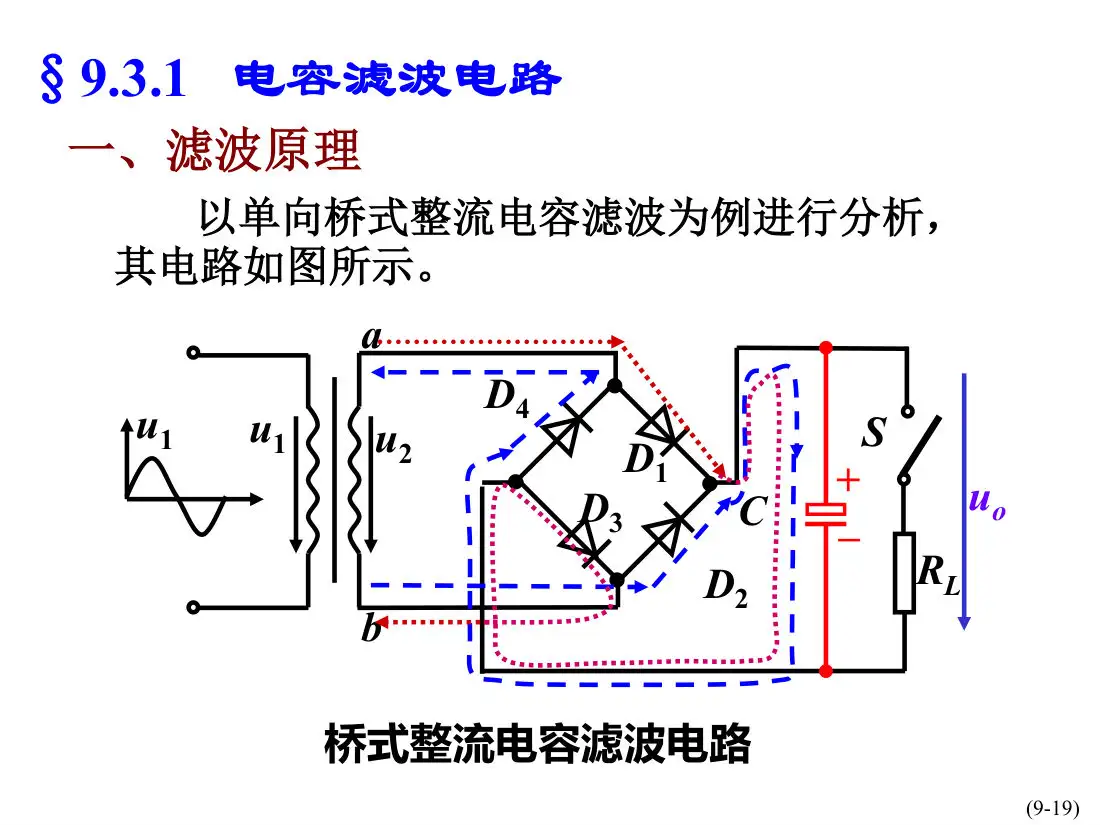 §9.3.1 电容滤波电路
一、滤波原理
以单向桥式整流电容滤波为例进行分析，
其电路如图所示。
a
D4
u1
u1
u2
D1
S
+
C
uo
D3
−
D2
RL
b
桥式整流电容滤波电路
(9-19)